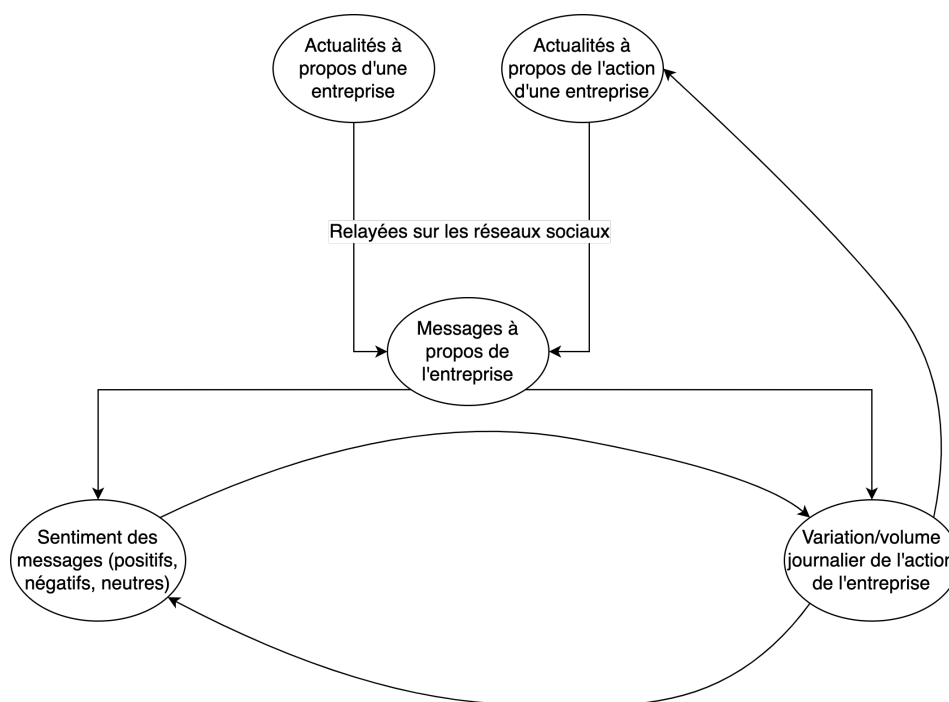 Actualités à
propos d'une
entreprise
Actualités à
propos de l'action
d'une entreprise
Relayées sur les réseaux sociaux
Messages à
propos de
l'entreprise
Sentiment des
messages (positifs,
négatifs, neutres)
Variation/volume
journalier de l'action
de l'entreprise